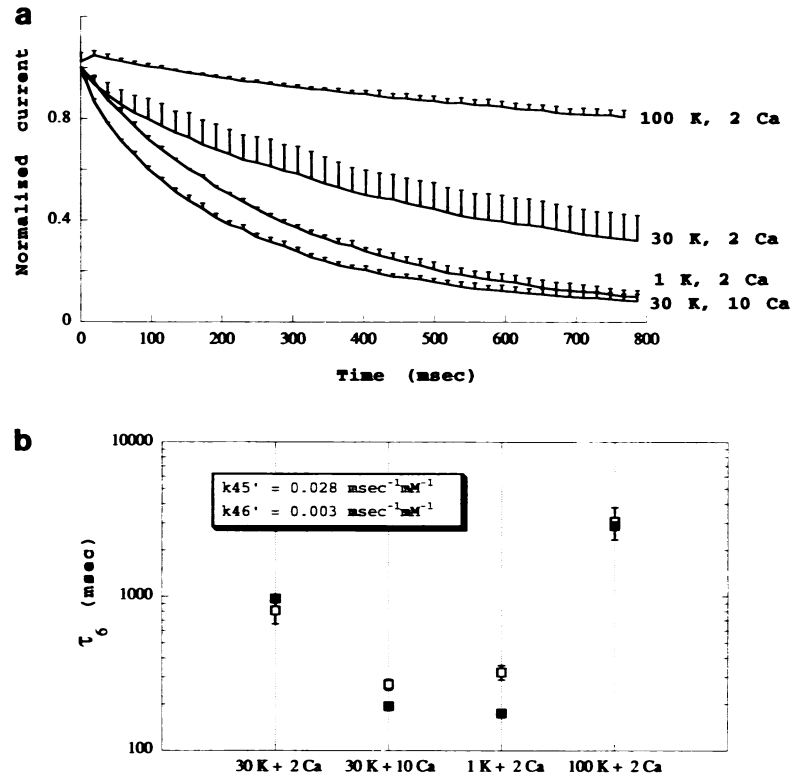 a
Normalized current
0.8
0.4
0
100 K, 2 Ca
30 K, 2 Ca
1 K, 2 Ca
30 K, 10 Ca
0 100 200 300 400 500 600 700 800
Time (msec)
b
τ6 (msec)
10000
k45' = 0.028 msec⁻¹mM⁻¹
k46' = 0.003 msec⁻¹mM⁻¹
1000
100
30 K + 2 Ca 30 K + 10 Ca 1 K + 2 Ca 100 K + 2 Ca